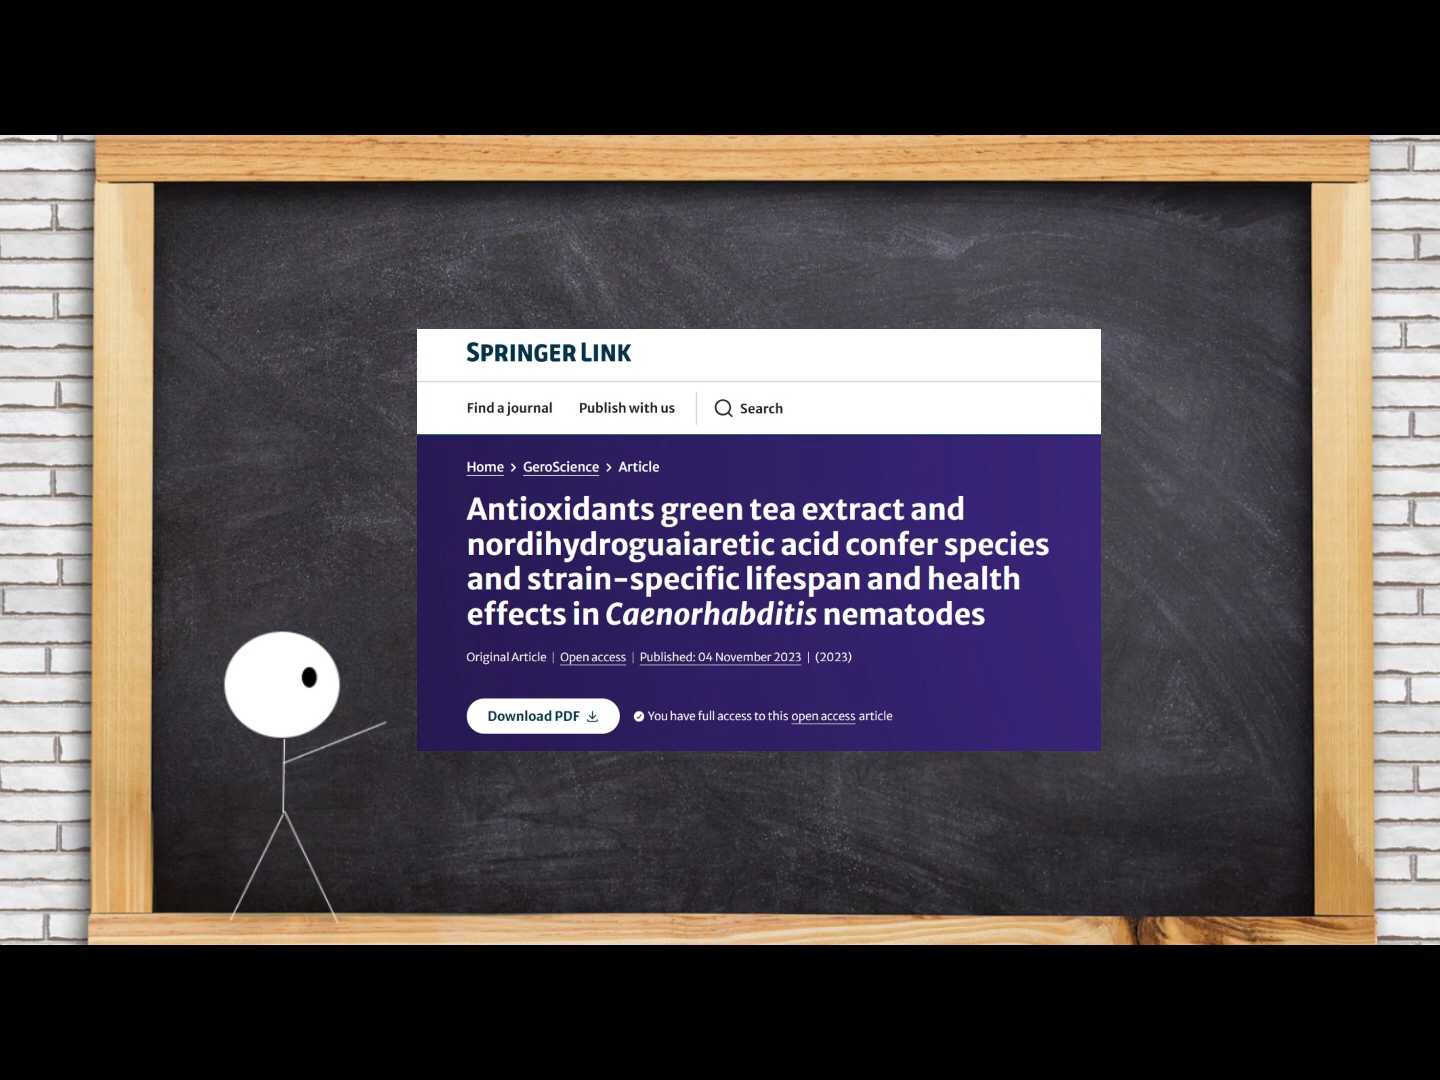 SPRINGER LINK
Find a journal Publish with us Search
Home > GeroScience > Article
Antioxidants green tea extract and
nordihydroguaiaretic acid confer species
and strain-specific lifespan and health
effects in Caenorhabditis nematodes
Original Article | Open access | Published: 04 November 2023 | (2023)
Download PDF You have full access to this open access article